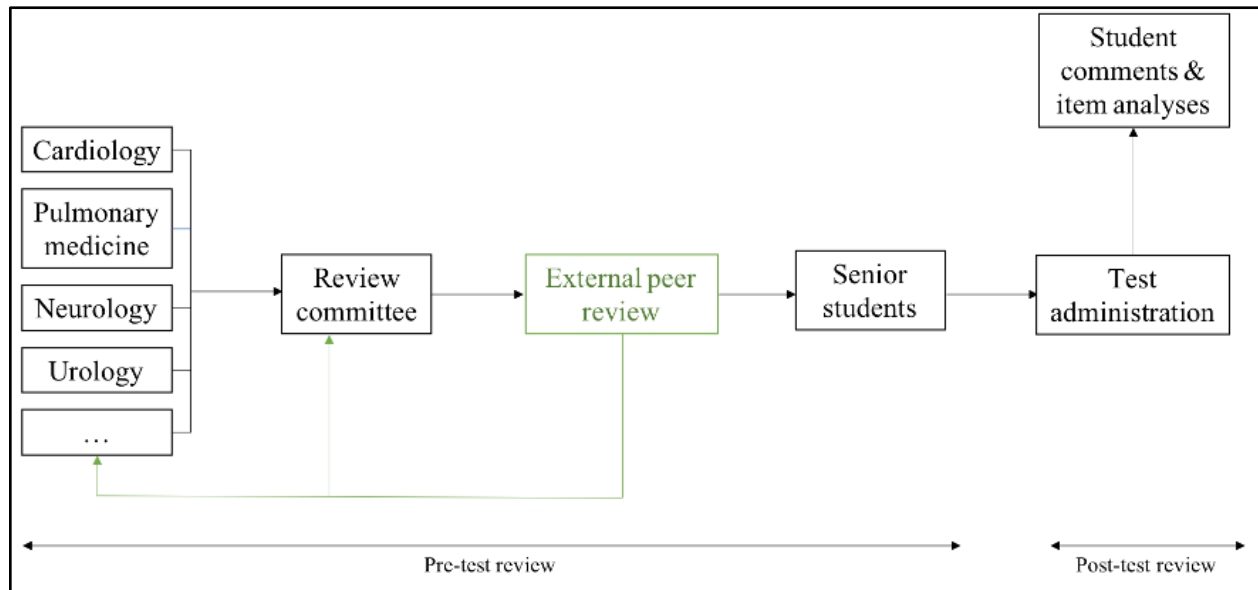 Student
comments &
item analyses
Cardiology
Pulmonary
medicine
Neurology
Urology
...
Review
committee
External peer
review
Senior
students
Test
administration
Pre-test review
Post-test review